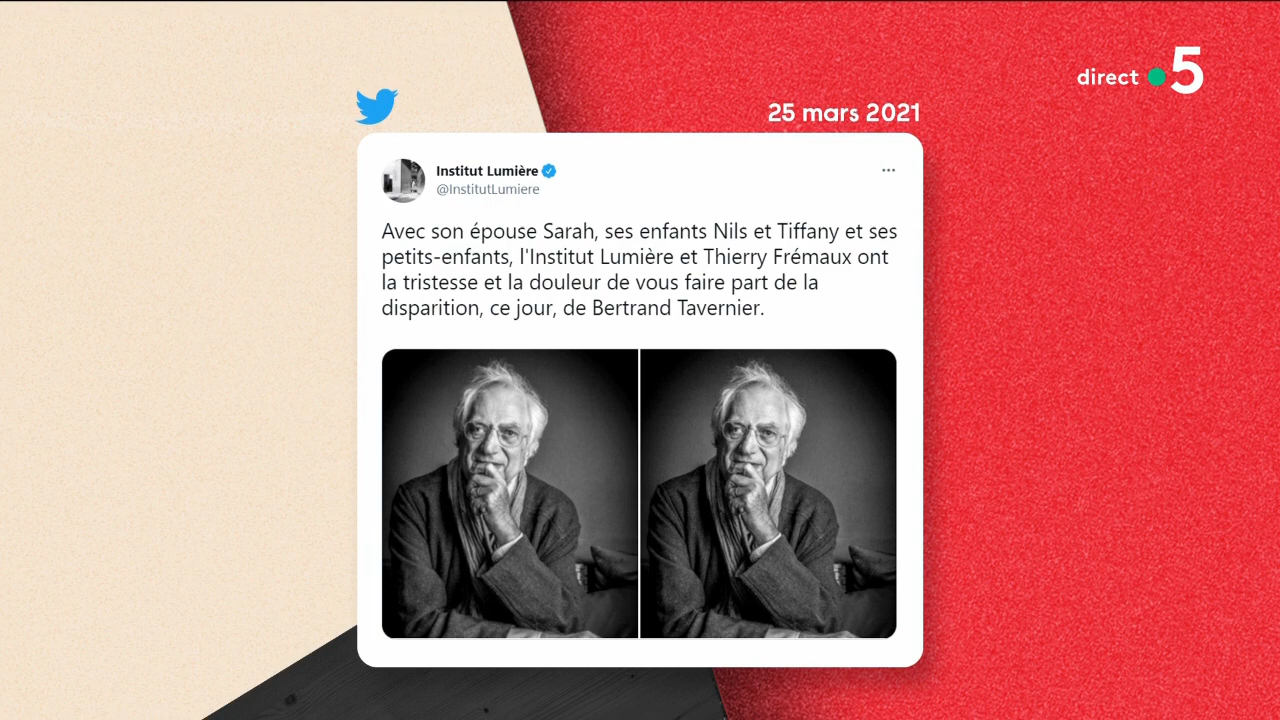 direct 5
25 mars 2021
Institut Lumière
@InstitutLumiere
Avec son épouse Sarah, ses enfants Nils et Tiffany et ses
petits-enfants, l'Institut Lumière et Thierry Frémaux ont
la tristesse et la douleur de vous faire part de la
disparition, ce jour, de Bertrand Tavernier.